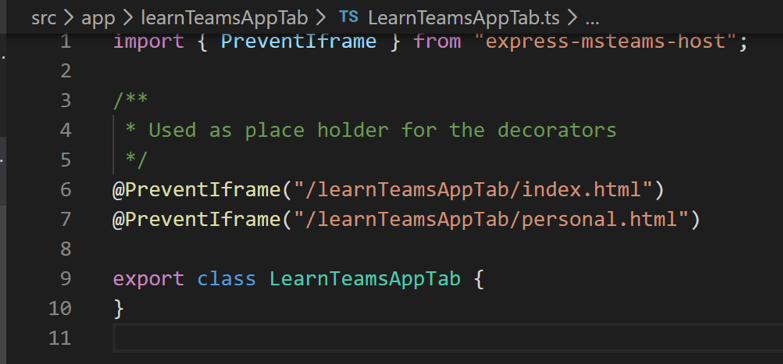 src > app > learnTeamsAppTab > TS LearnTeamsAppTab.ts > ...
1 import { PreventIframe } from "express-msteams-host";
2
3 /**
4 * Used as place holder for the decorators
5 */
6 @PreventIframe("/learnTeamsAppTab/index.html")
7 @PreventIframe("/learnTeamsAppTab/personal.html")
8
9 export class LearnTeamsAppTab {
10 }
11